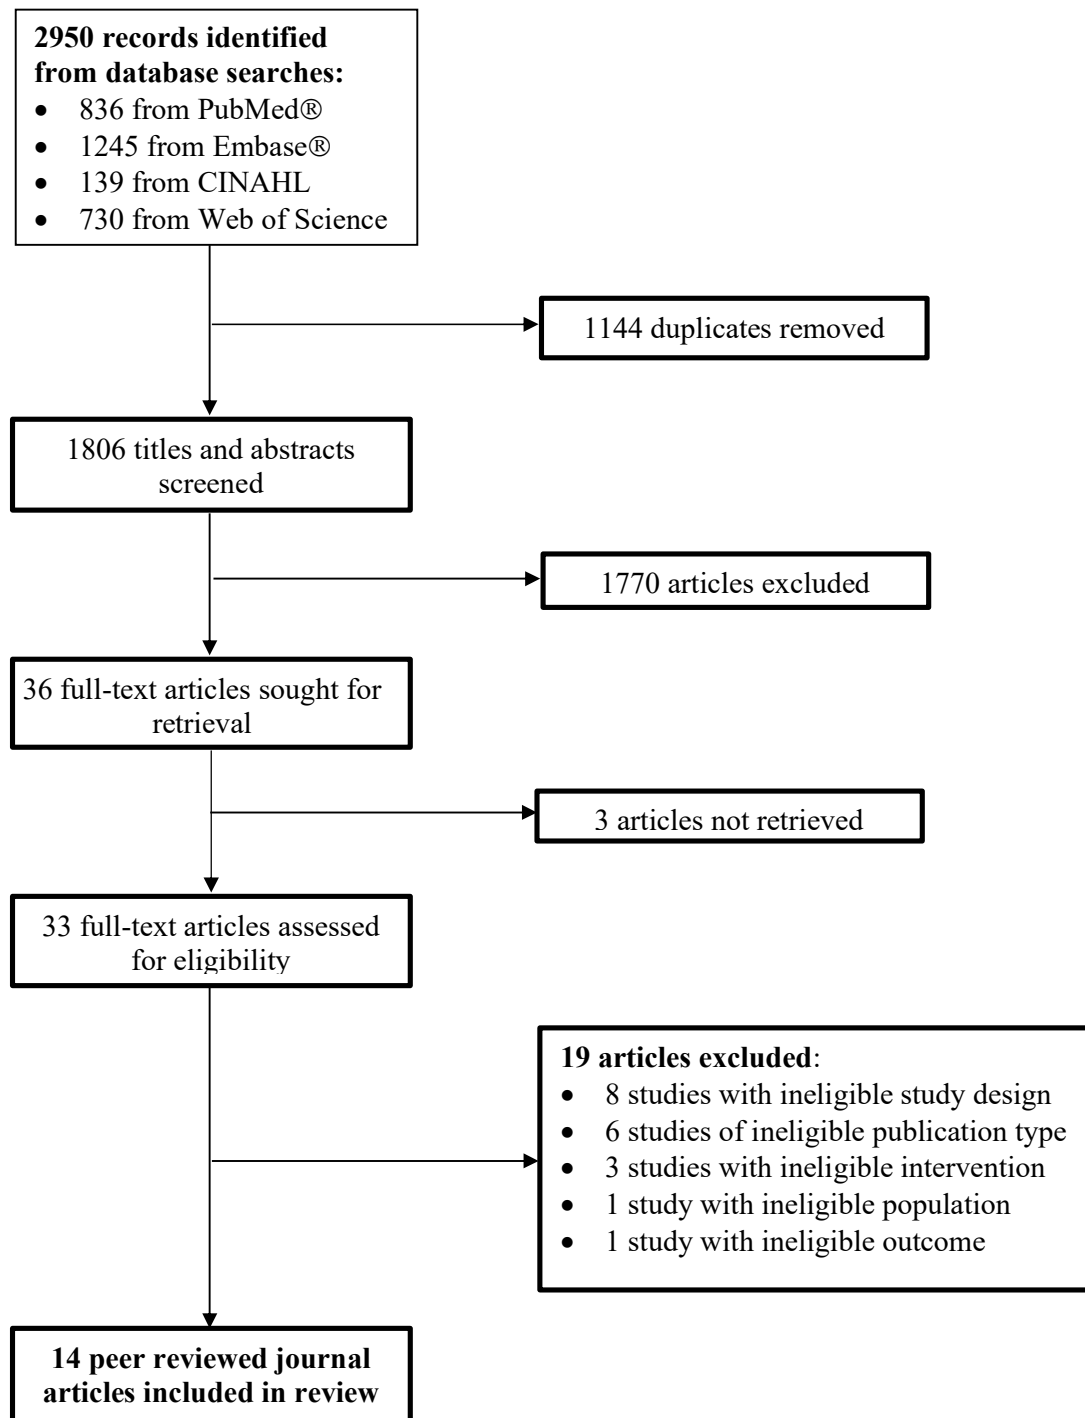 2950 records identified
from database searches:
• 836 from PubMed®
• 1245 from Embase®
• 139 from CINAHL
• 730 from Web of Science
1144 duplicates removed
1806 titles and abstracts
screened
1770 articles excluded
36 full-text articles sought for
retrieval
3 articles not retrieved
33 full-text articles assessed
for eligibility
19 articles excluded:
• 8 studies with ineligible study design
• 6 studies of ineligible publication type
• 3 studies with ineligible intervention
• 1 study with ineligible population
• 1 study with ineligible outcome
14 peer reviewed journal
articles included in review